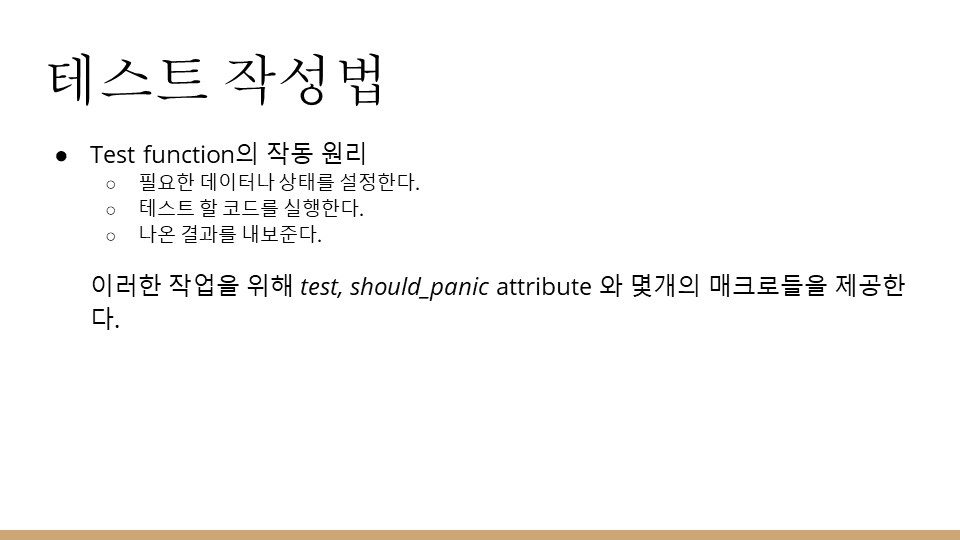 테스트 작성법
● Test function의 작동 원리
○ 필요한 데이터나 상태를 설정한다.
○ 테스트 할 코드를 실행한다.
○ 나온 결과를 내보준다.
이러한 작업을 위해 test, should_panic attribute 와 몇개의 매크로들을 제공한
다.